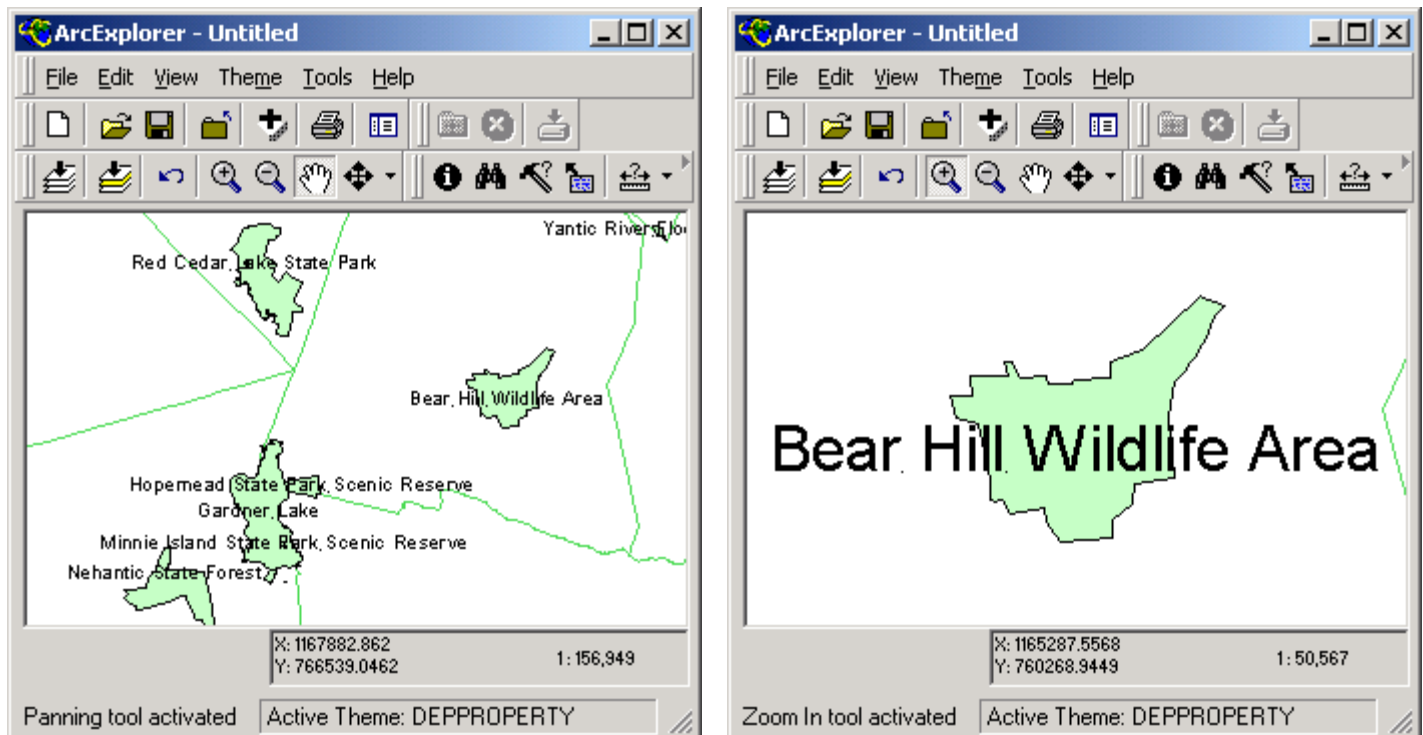 ArcExplorer - Untitled
File Edit View Theme Tools Help
Yantic River Flo
Red Cedar Lake State Park
Bear Hill Wildlife Area
Hopemead State Park Scenic Reserve
Gardner Lake
Minnie Island State Park Scenic Reserve
Nehantic State Forest
X: 1167882.862
Y: 766539.0462
1: 156,949
Panning tool activated
Active Theme: DEPPROPERTY
ArcExplorer - Untitled
File Edit View Theme Tools Help
Bear Hill Wildlife Area
X: 1165287.5568
Y: 760268.9449
1: 50,567
Zoom In tool activated
Active Theme: DEPPROPERTY